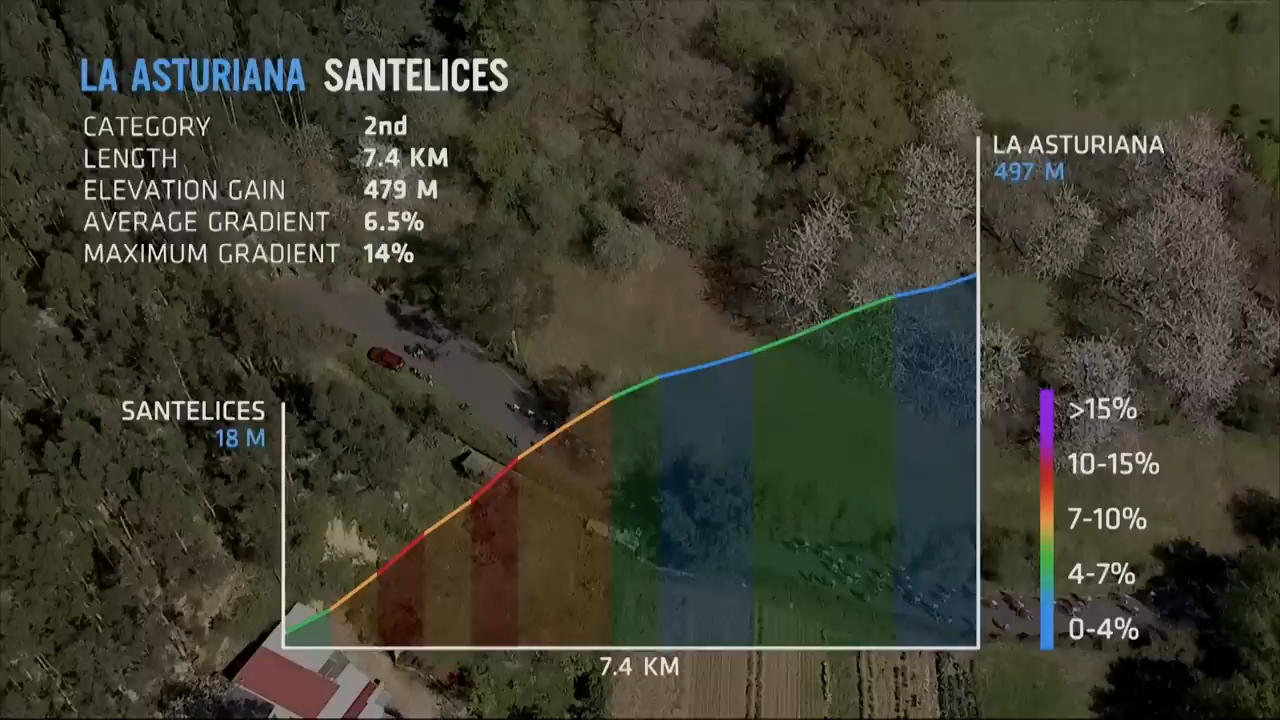 LA ASTURIANA SANTELICES
CATEGORY 2nd
LENGTH 7.4 KM
ELEVATION GAIN 479 M
AVERAGE GRADIENT 6.5%
MAXIMUM GRADIENT 14%
LA ASTURIANA
497 M
SANTELICES
18 M
>15%
10-15%
7-10%
4-7%
0-4%
7.4 KM